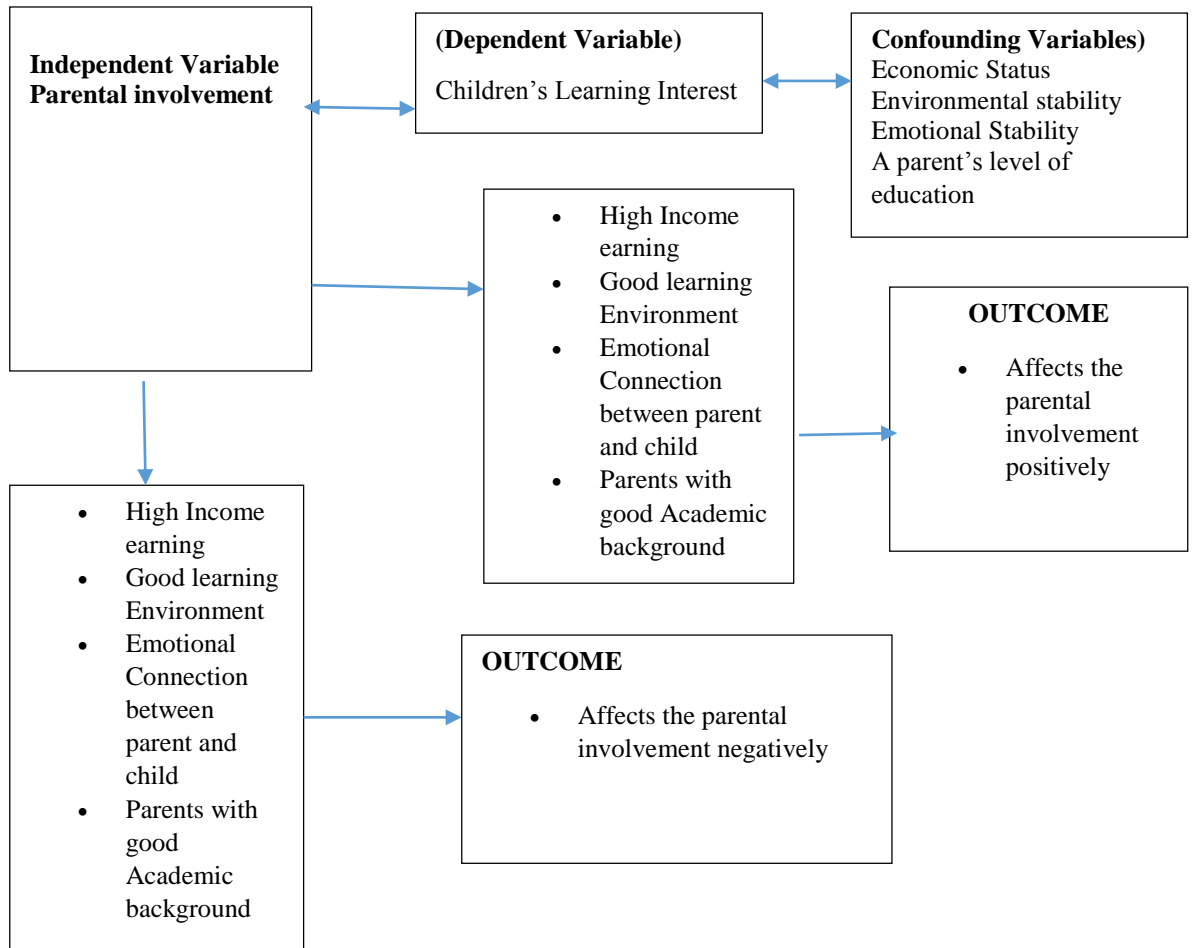 Independent Variable
Parental involvement
(Dependent Variable)
Children’s Learning Interest
Confounding Variables)
Economic Status
Environmental stability
Emotional Stability
A parent’s level of
education
• High Income
earning
• Good learning
Environment
• Emotional
Connection
between parent
and child
• Parents with
good Academic
background
OUTCOME
• Affects the
parental
involvement
positively
• High Income
earning
• Good learning
Environment
• Emotional
Connection
between
parent and
child
• Parents with
good
Academic
background
OUTCOME
• Affects the parental
involvement negatively